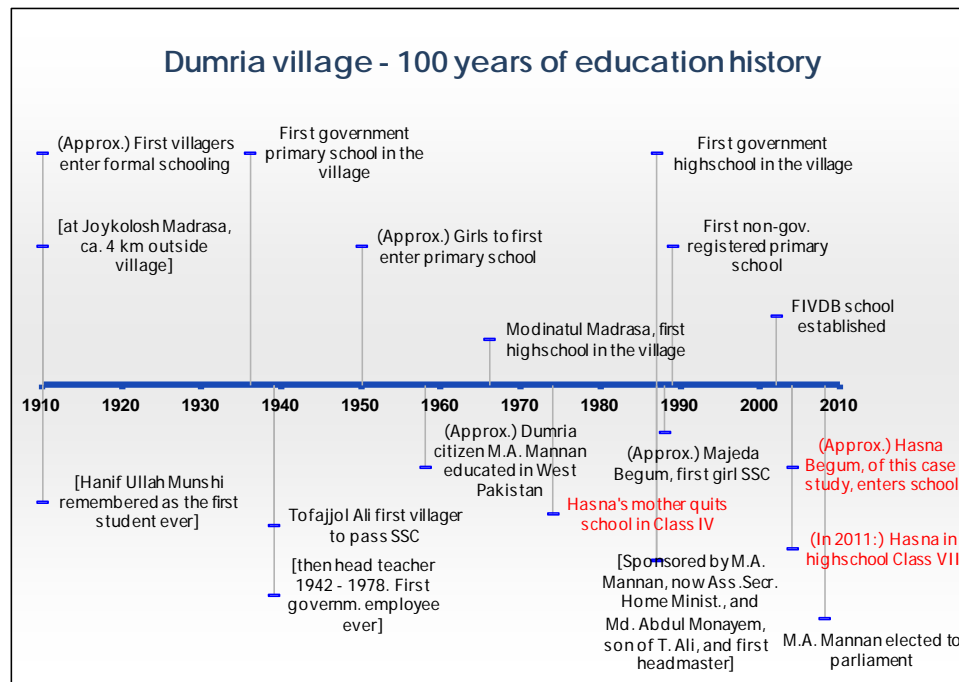 Dumria village - 100 years of education history
(Approx.) First villagers
enter formal schooling
First government
primary school in the
village
First government
highschool in the village
[at Joykolosh Madrasa,
ca. 4 km outside
village]
(Approx.) Girls to first
enter primary school
First non-gov.
registered primary
school
Modinatul Madrasa, first
highschool in the village
FIVDB school
established
1910 1920 1930 1940 1950 1960 1970 1980 1990 2000 2010
[Hanif Ullah Munshi
remembered as the first
student ever]
Tofajjol Ali first villager
to pass SSC
[then head teacher
1942 - 1978. First
governm. employee
ever]
(Approx.) Dumria
citizen M.A. Mannan
educated in West
Pakistan
Hasna's mother quits
school in Class IV
(Approx.) Majeda
Begum, first girl SSC
[Sponsored by M.A.
Mannan, now Ass.Secr.
Home Minist., and
Md. Abdul Monayem,
son of T. Ali, and first
headmaster]
(Approx.) Hasna
Begum, of this case
study, enters school
(In 2011:) Hasna in
highschool Class VII
M.A. Mannan elected to
parliament